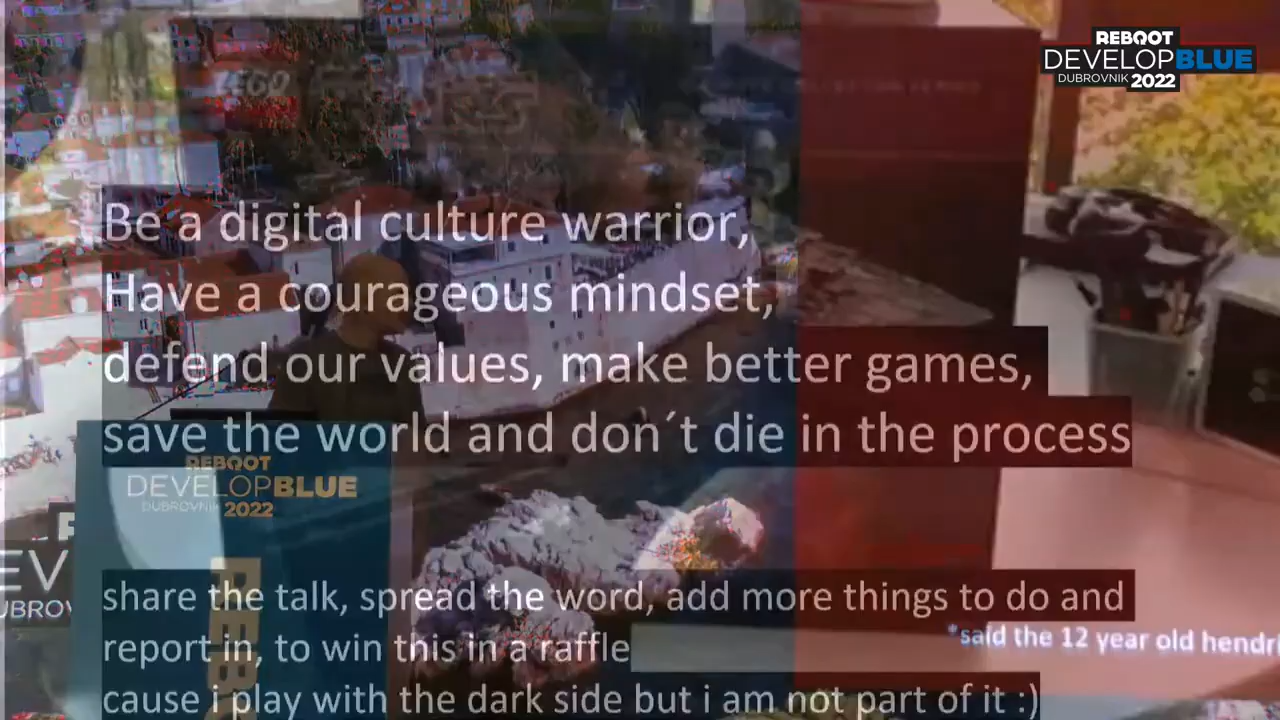 REBOOT
DEVELOPBLUE
DUBROVNIK 2022
LEGO
Be a digital culture warrior,
Have a courageous mindset,
defend our values, make better games,
save the world and don´t die in the process
REBOOT
DEVELOPBLUE
DUBROVNIK 2022
share the talk, spread the word, add more things to do and
report in, to win this in a raffle
*said the 12 year old hendri
cause i play with the dark side but i am not part of it :)